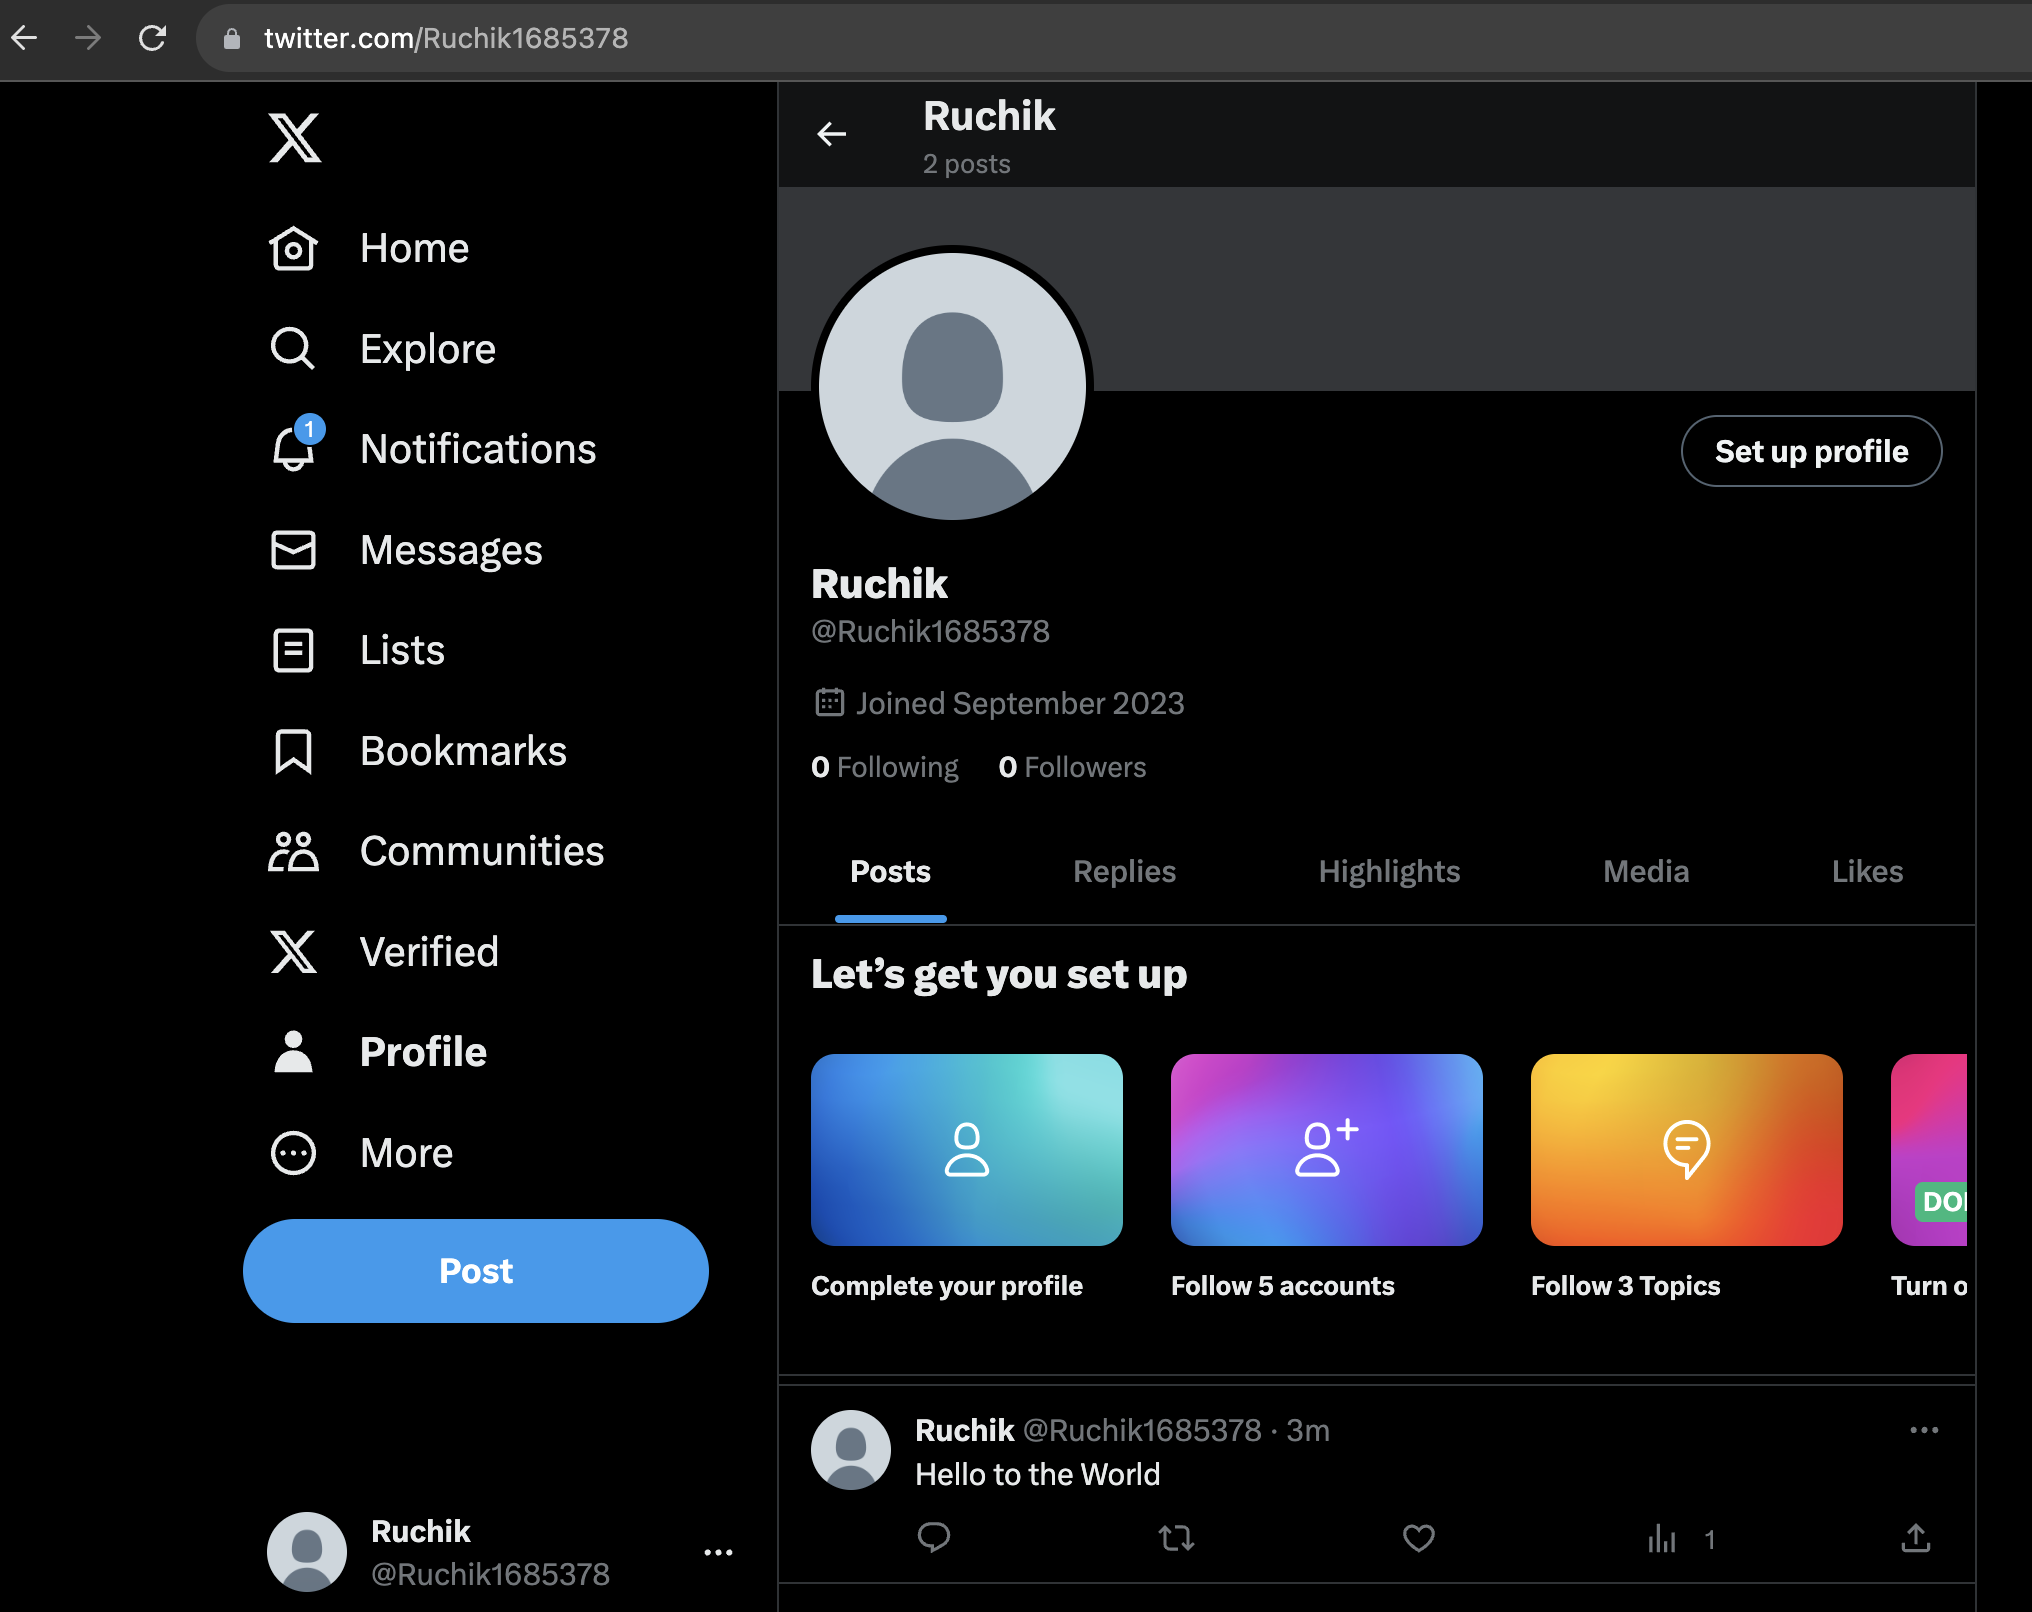 twitter.com/Ruchik1685378
Ruchik
2 posts
Home
Explore
1
Notifications
Messages
Lists
Bookmarks
Communities
Verified
Profile
More
Post
Ruchik
@Ruchik1685378
Set up profile
Ruchik
@Ruchik1685378
Joined September 2023
0 Following 0 Followers
Posts Replies Highlights Media Likes
Let’s get you set up
Complete your profile
Follow 5 accounts
Follow 3 Topics
Turn o
Ruchik @Ruchik1685378 · 3m
Hello to the World
1